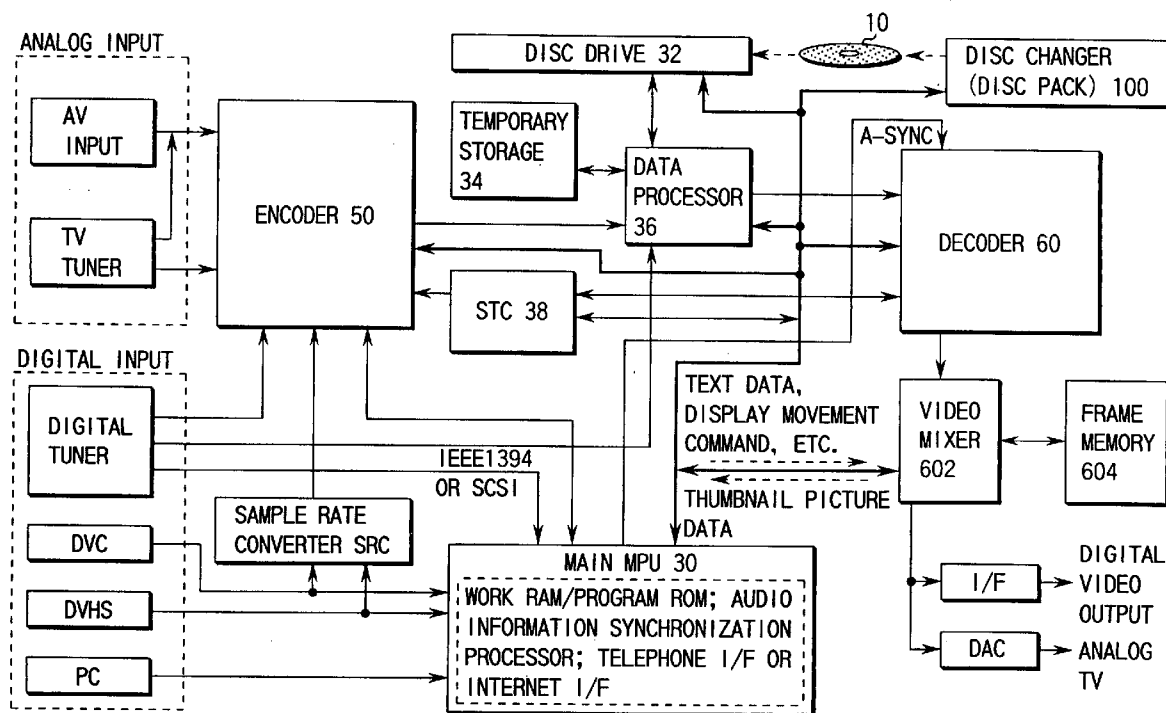 ANALOG INPUT
AV
INPUT
TV
TUNER
ENCODER 50
DISC DRIVE 32
10
DISC CHANGER
(DISC PACK) 100
TEMPORARY
STORAGE
34
DATA
PROCESSOR
36
A-SYNC
DECODER 60
STC 38
DIGITAL INPUT
DIGITAL
TUNER
DVC
DVHS
PC
IEEE1394
OR SCSI
SAMPLE RATE
CONVERTER SRC
TEXT DATA,
DISPLAY MOVEMENT
COMMAND, ETC.
THUMBNAIL PICTURE
DATA
VIDEO
MIXER
602
FRAME
MEMORY
604
MAIN MPU 30
WORK RAM/PROGRAM ROM; AUDIO
INFORMATION SYNCHRONIZATION
PROCESSOR; TELEPHONE I/F OR
INTERNET I/F
I/F
DIGITAL
VIDEO
OUTPUT
DAC
ANALOG
TV